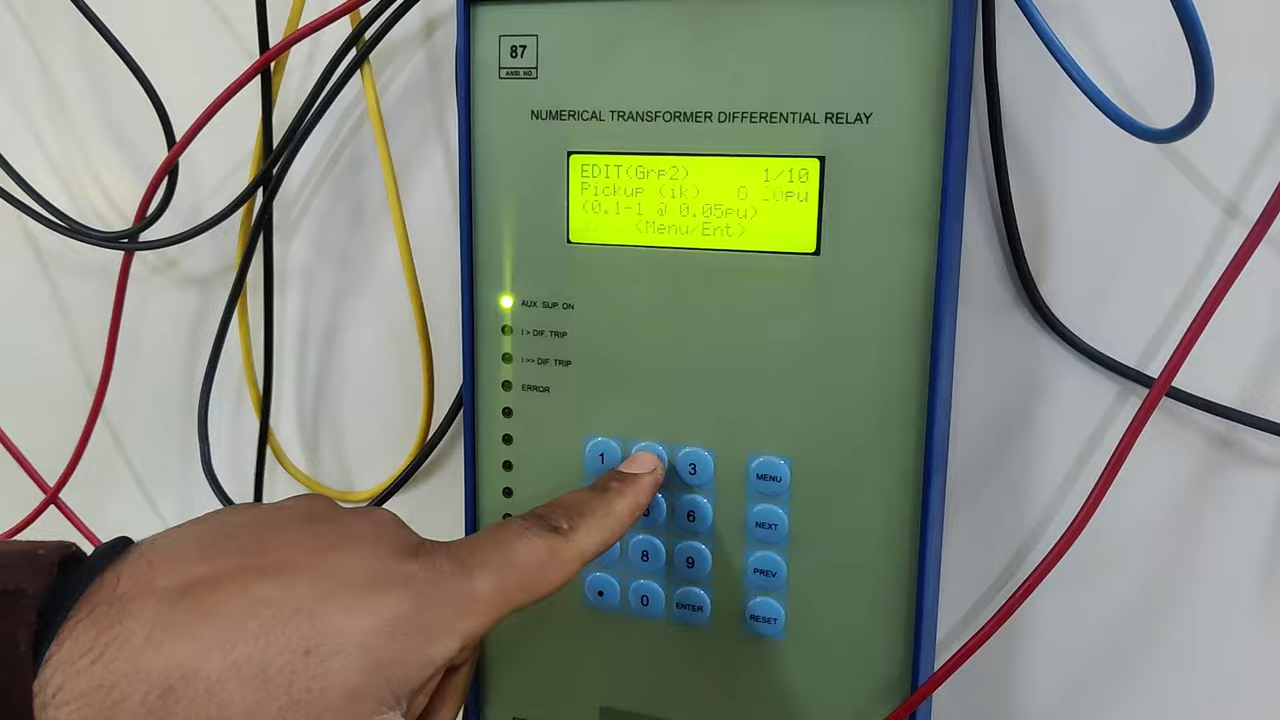 87
ANSI. NO.
NUMERICAL TRANSFORMER DIFFERENTIAL RELAY
EDIT(Grp2) 1/10
Pickup (ik) 0 10pu
(0.1-1 @ 0.05pu)
<Menu/Ent>
AUX. SUP. ON
I > DIF. TRIP
I >> DIF. TRIP
ERROR
1 3 MENU
6 NEXT
8 9 PREV
• 0 ENTER RESET